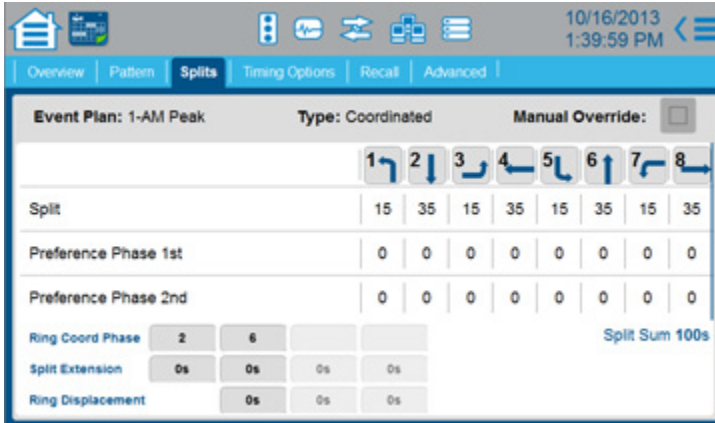 10/16/2013
1:39:59 PM
Overview Pattern Splits Timing Options Recall Advanced
Event Plan: 1-AM Peak Type: Coordinated Manual Override:
1 2 3 4 5 6 7 8
Split 15 35 15 35 15 35 15 35
Preference Phase 1st 0 0 0 0 0 0 0 0
Preference Phase 2nd 0 0 0 0 0 0 0 0
Ring Coord Phase 2 6 Split Sum 100s
Split Extension 0s 0s 0s 0s
Ring Displacement 0s 0s 0s